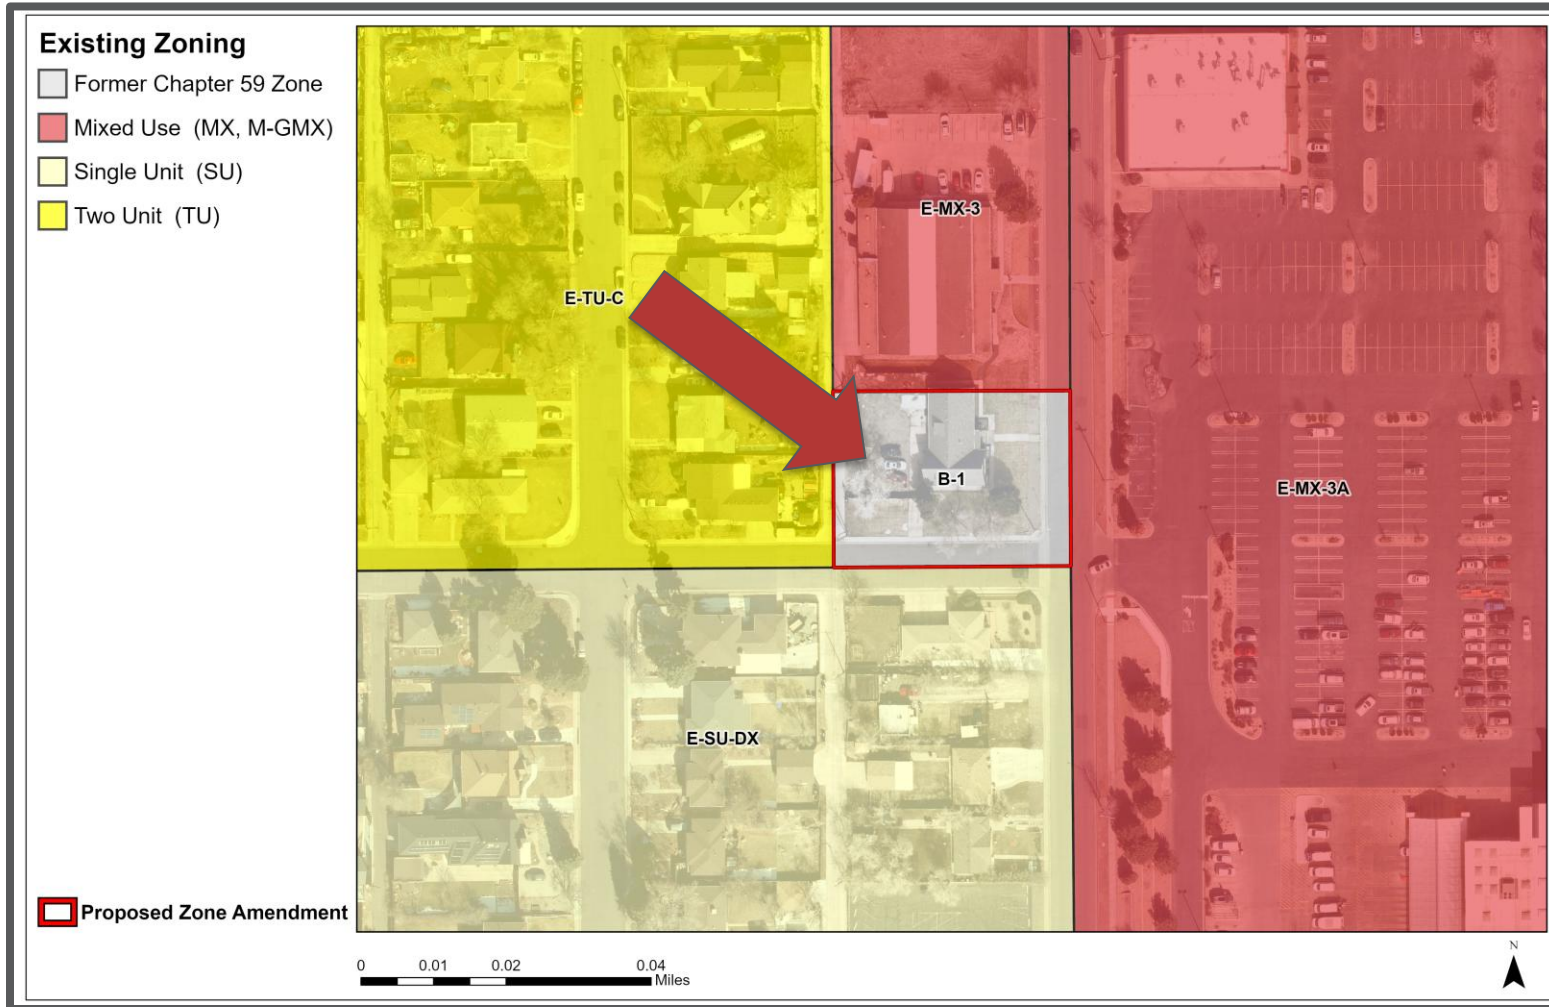 Existing Zoning
Former Chapter 59 Zone
Mixed Use (MX, M-GMX)
Single Unit (SU)
Two Unit (TU)
E-MX-3
E-TU-C
B-1
E-MX-3A
E-SU-DX
Proposed Zone Amendment
0 0.01 0.02 0.04
Miles
N